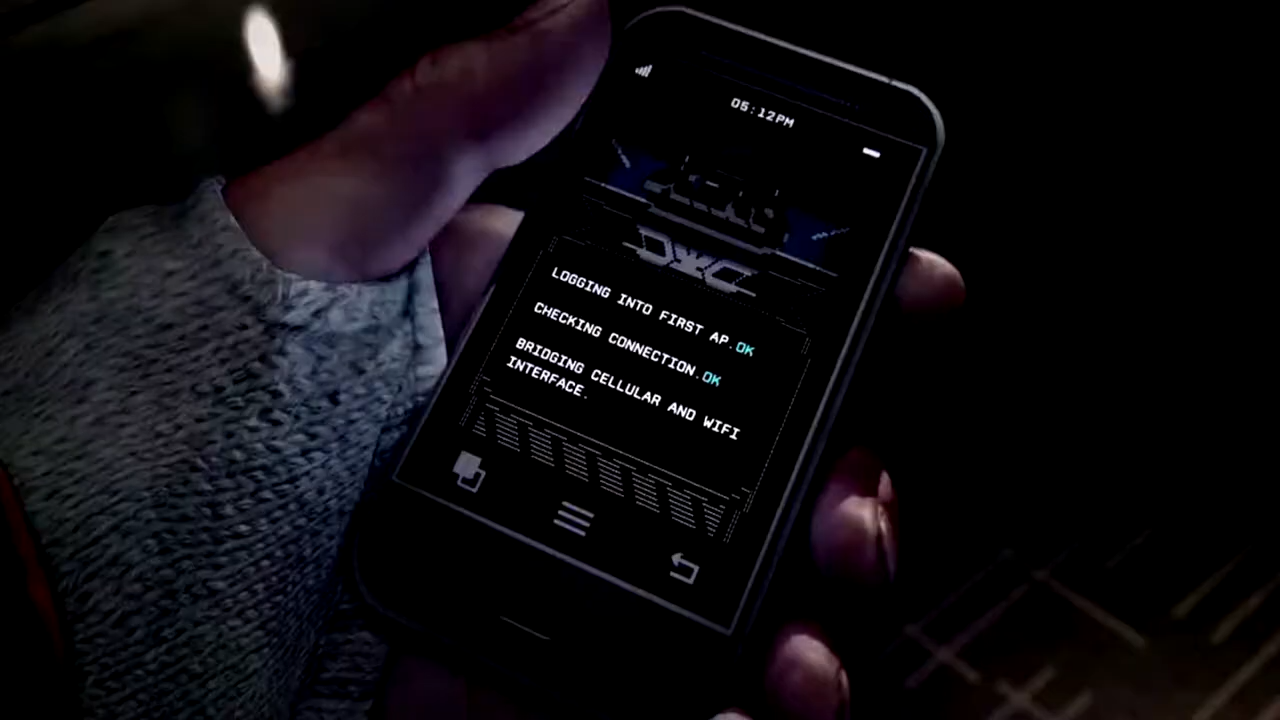 05:12PM
LOGGING INTO FIRST AP.OK
CHECKING CONNECTION.OK
BRIDGING CELLULAR AND WIFI
INTERFACE.